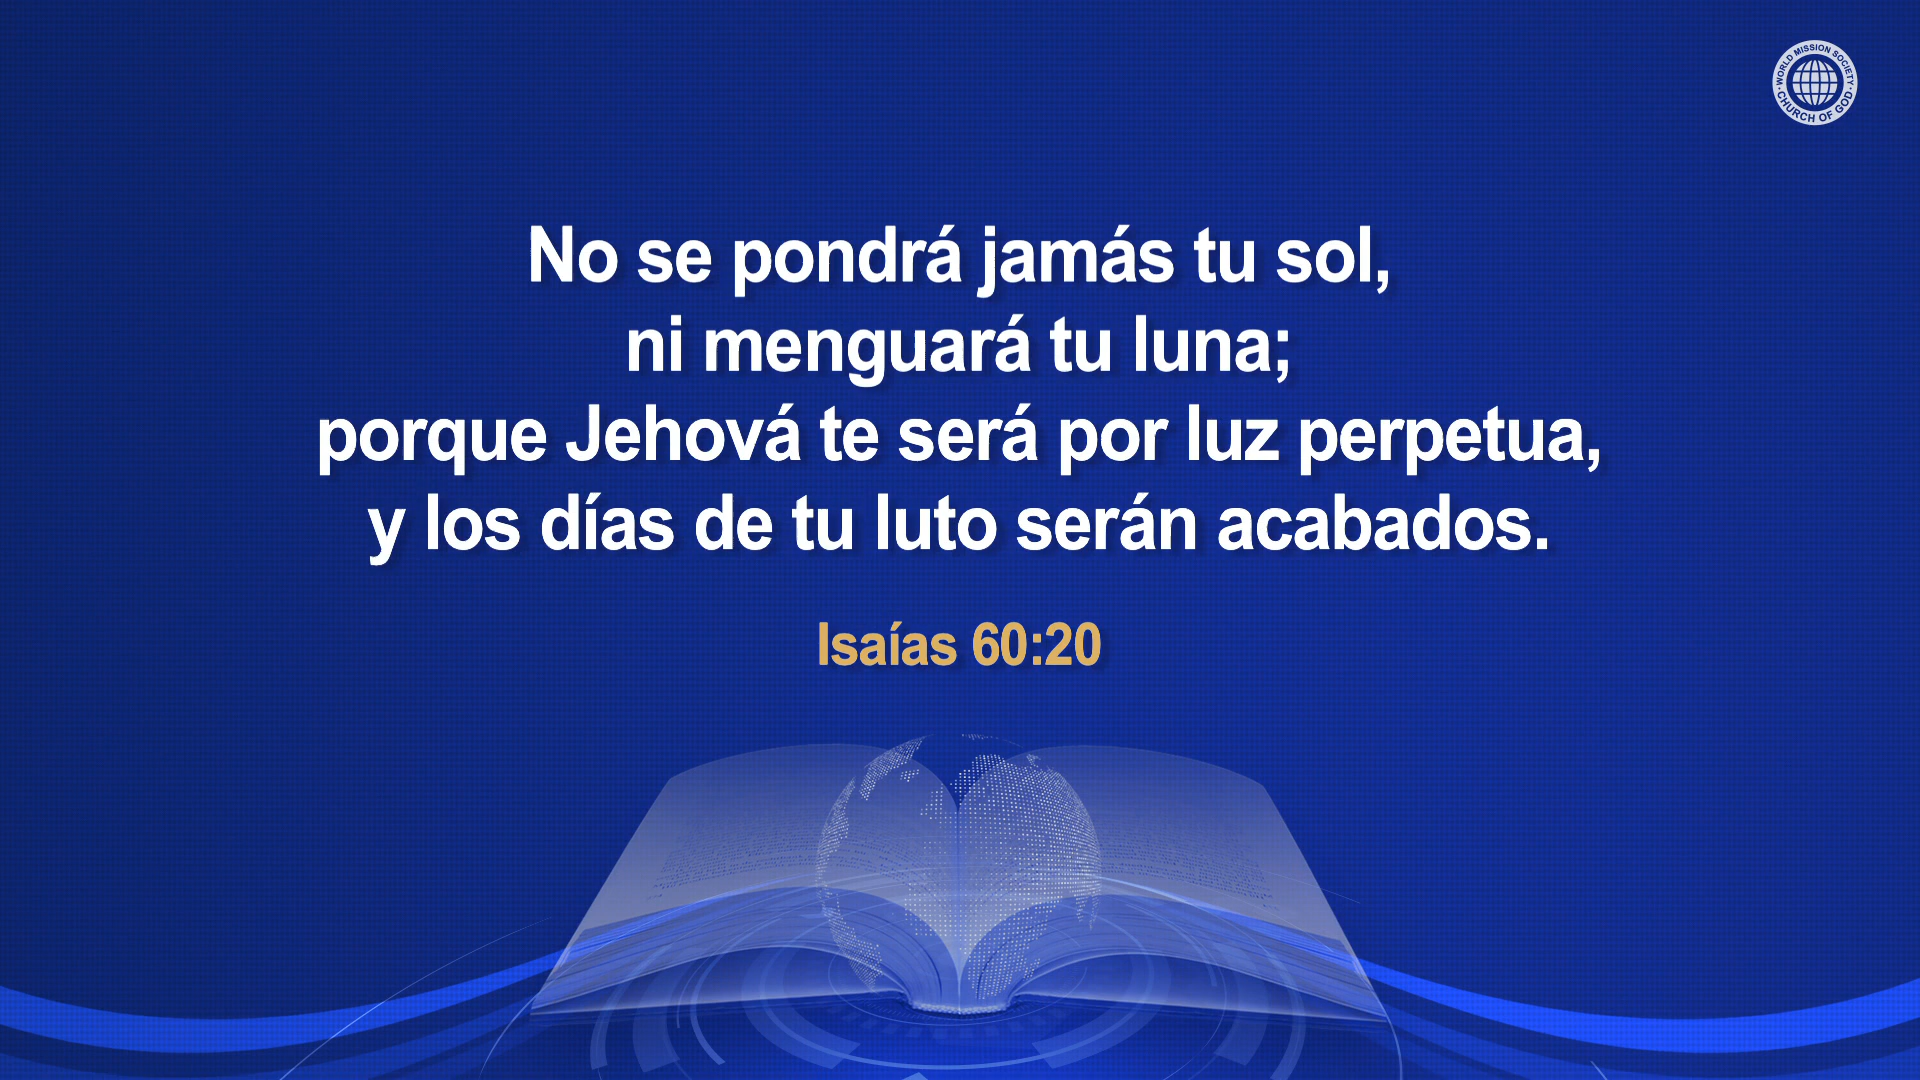 WORLD MISSION SOCIETY
CHURCH OF GOD
No se pondrá jamás tu sol,
ni menguará tu luna;
porque Jehová te será por luz perpetua,
y los días de tu luto serán acabados.
Isaías 60:20